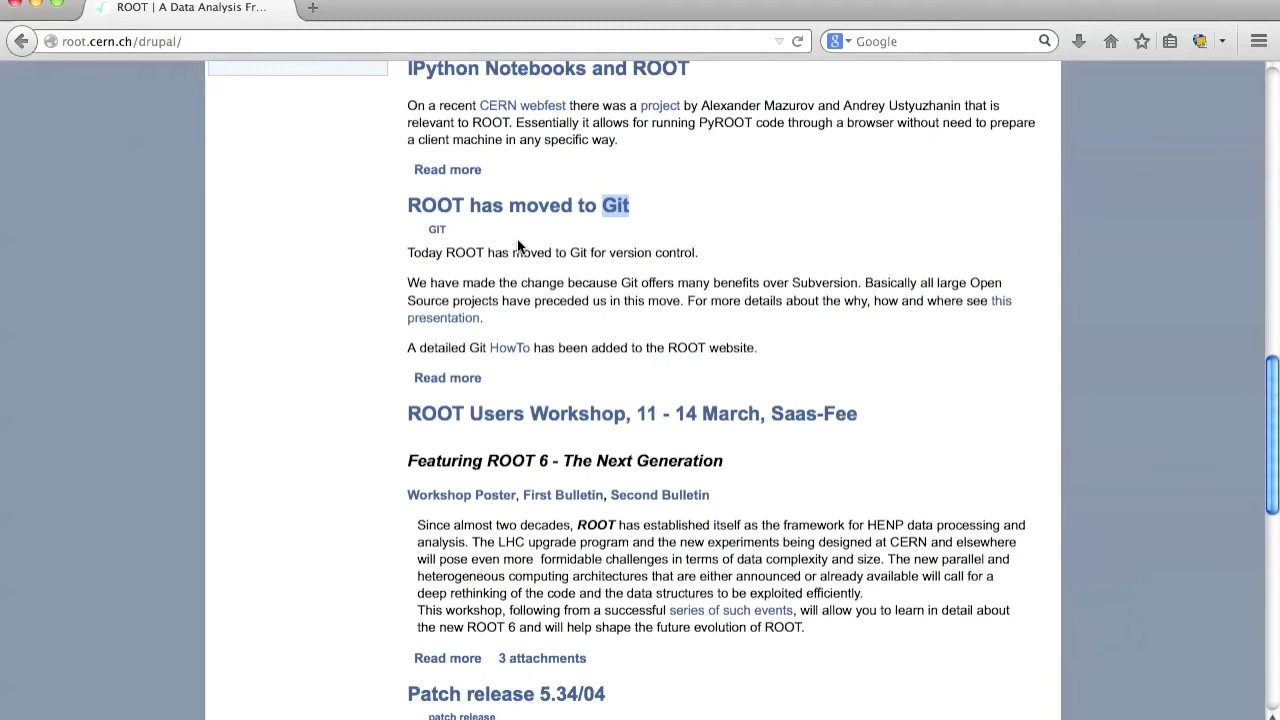 ROOT | A Data Analysis Fr...
root.cern.ch/drupal/
Google
IPython Notebooks and ROOT
On a recent CERN webfest there was a project by Alexander Mazurov and Andrey Ustyuzhanin that is
relevant to ROOT. Essentially it allows for running PyROOT code through a browser without need to prepare
a client machine in any specific way.
Read more
ROOT has moved to Git
GIT
Today ROOT has moved to Git for version control.
We have made the change because Git offers many benefits over Subversion. Basically all large Open
Source projects have preceded us in this move. For more details about the why, how and where see this
presentation.
A detailed Git HowTo has been added to the ROOT website.
Read more
ROOT Users Workshop, 11 - 14 March, Saas-Fee
Featuring ROOT 6 - The Next Generation
Workshop Poster, First Bulletin, Second Bulletin
Since almost two decades, ROOT has established itself as the framework for HENP data processing and
analysis. The LHC upgrade program and the new experiments being designed at CERN and elsewhere
will pose even more formidable challenges in terms of data complexity and size. The new parallel and
heterogeneous computing architectures that are either announced or already available will call for a
deep rethinking of the code and the data structures to be exploited efficiently.
This workshop, following from a successful series of such events, will allow you to learn in detail about
the new ROOT 6 and will help shape the future evolution of ROOT.
Read more 3 attachments
Patch release 5.34/04
patch release